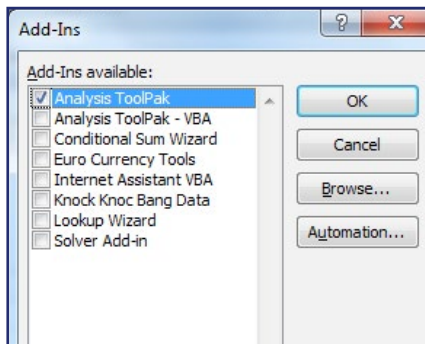 Add-Ins
Add-Ins available:
Analysis ToolPak
Analysis ToolPak - VBA
Conditional Sum Wizard
Euro Currency Tools
Internet Assistant VBA
Knock Knoc Bang Data
Lookup Wizard
Solver Add-in
OK
Cancel
Browse...
Automation...